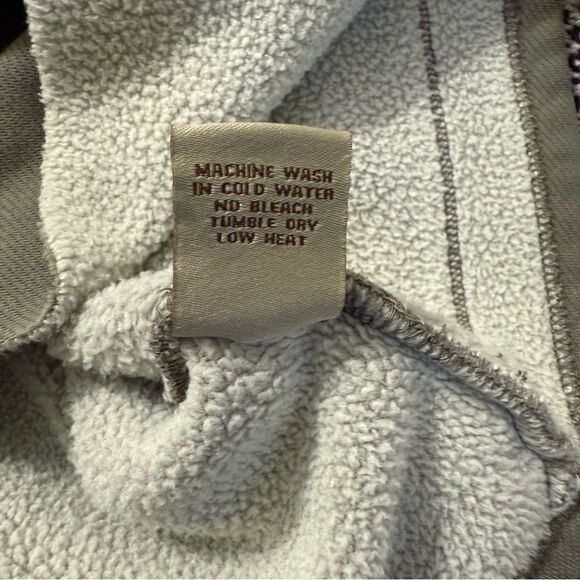 MACHINE WASH
IN COLD WATER
NO BLEACH
TUMBLE DRY
LOW HEAT